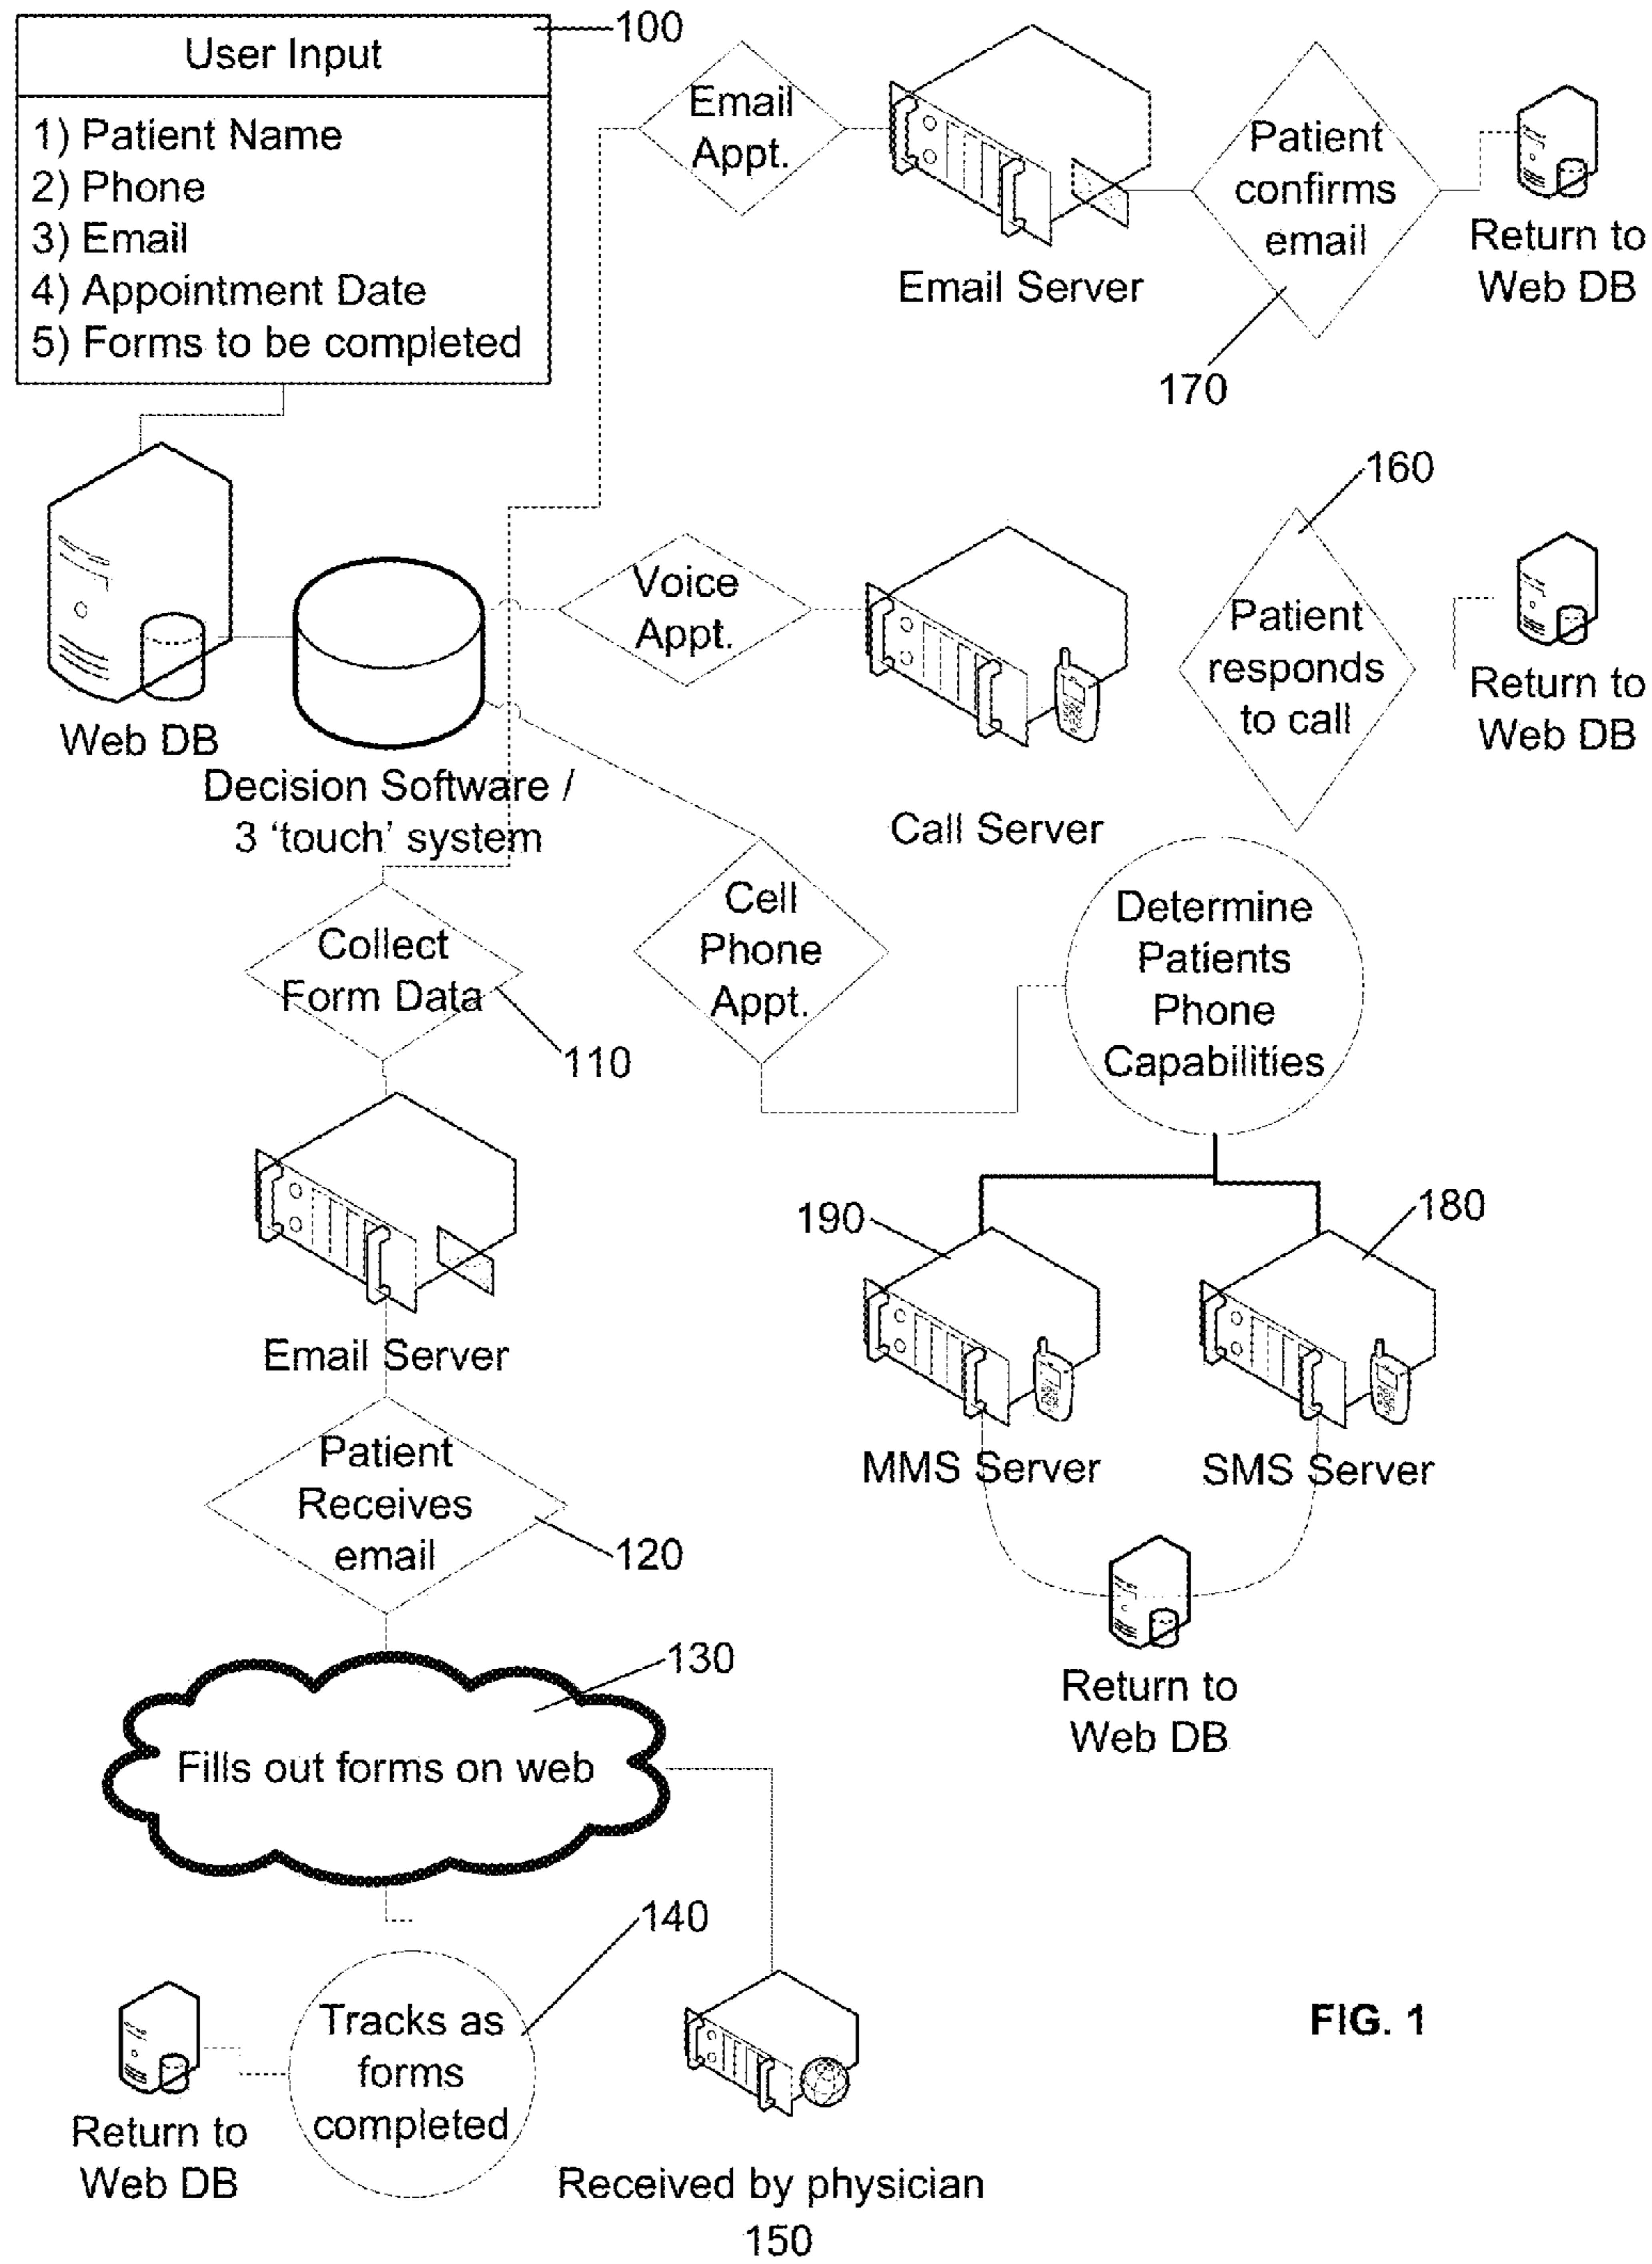 100
User Input
1) Patient Name
2) Phone
3) Email
4) Appointment Date
5) Forms to be completed
Email
Appt.
Email Server
Patient
confirms
email
170
Return to
Web DB
Web DB
Decision Software /
3 ‘touch’ system
Voice
Appt.
Call Server
160
Patient
responds
to call
Return to
Web DB
Collect
Form Data
110
Cell
Phone
Appt.
Determine
Patients
Phone
Capabilities
Email Server
190
180
MMS Server
SMS Server
Return to
Web DB
Patient
Receives
email
120
130
Fills out forms on web
140
Tracks as
forms
completed
Return to
Web DB
Received by physician
150
FIG. 1